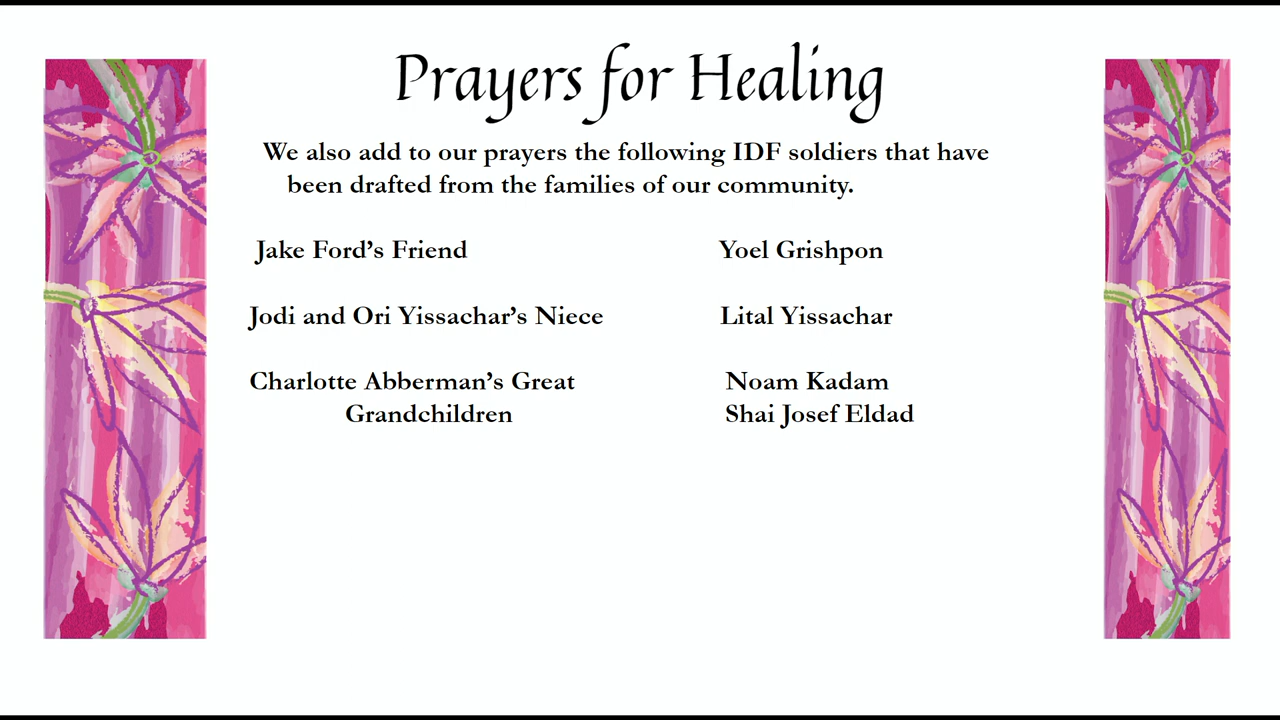 Prayers for Healing
We also add to our prayers the following IDF soldiers that have
been drafted from the families of our community.
Jake Ford's Friend Yoel Grishpon
Jodi and Ori Yissachar's Niece Lital Yissachar
Charlotte Abberman's Great Noam Kadam
Grandchildren Shai Josef Eldad